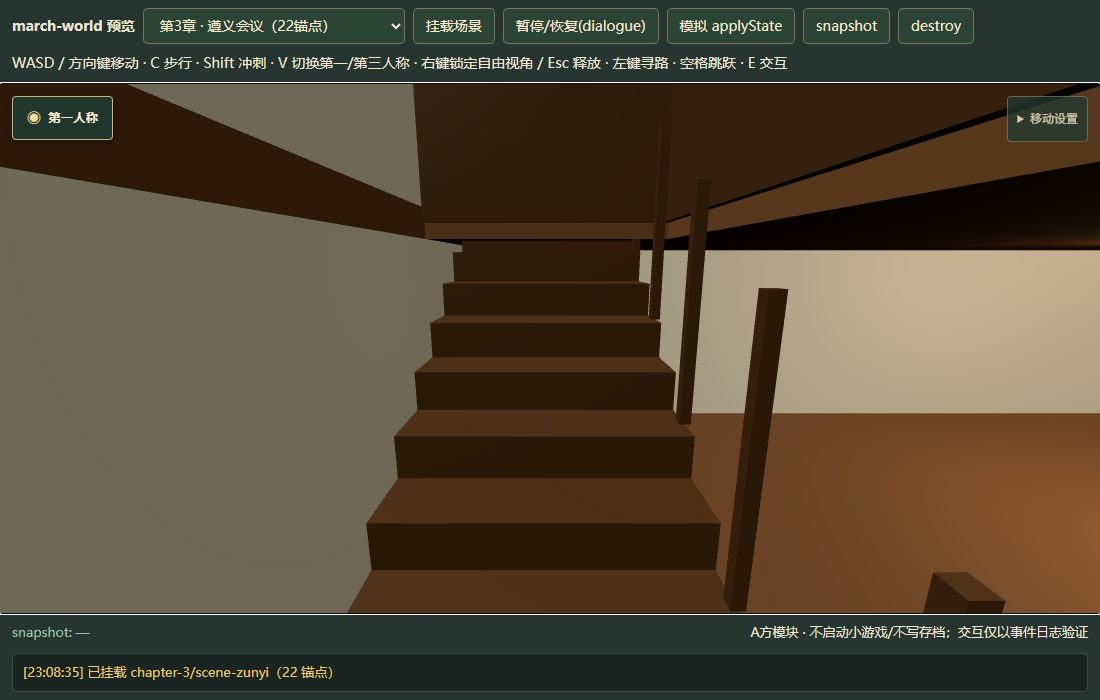 march-world 预览
第3章 · 遵义会议（22锚点）
挂载场景
暂停/恢复(dialogue)
模拟 applyState
snapshot
destroy
WASD / 方向键移动 · C 步行 · Shift 冲刺 · V 切换第一/第三人称 · 右键锁定自由视角 / Esc 释放 · 左键寻路 · 空格跳跃 · E 交互
第一人称
移动设置
snapshot: —
A方模块 · 不启动小游戏/不写存档；交互仅以事件日志验证
[23:08:35] 已挂载 chapter-3/scene-zunyi（22 锚点）